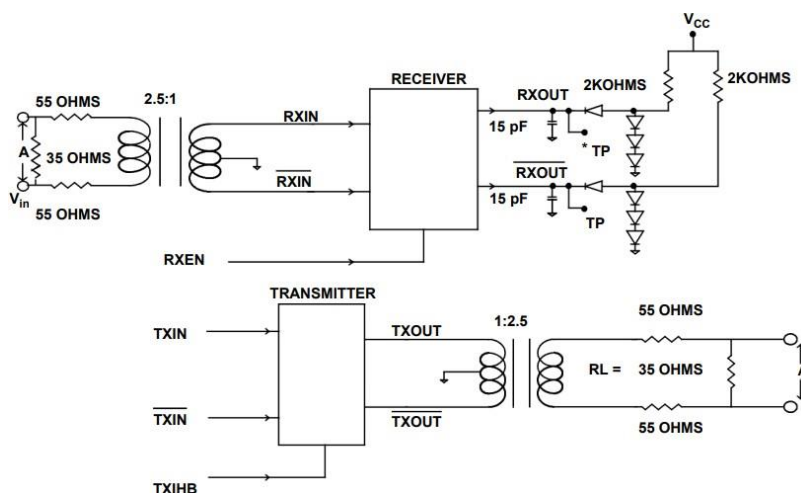 VCC
RECEIVER
2.5:1
55 OHMS
RXIN
RXOUT
2KOHMS
2KOHMS
15 pF
* TP
A
35 OHMS
RXIN
RXOUT
Vin
15 pF
55 OHMS
TP
RXEN
TRANSMITTER
55 OHMS
1:2.5
TXIN
TXOUT
RL = 35 OHMS
TXIN
TXOUT
55 OHMS
TXIHB